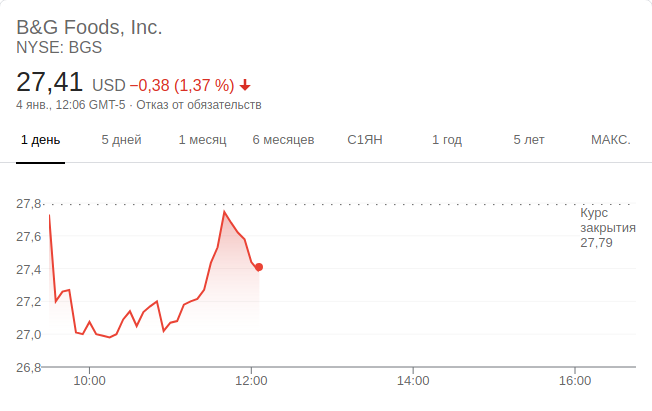 B&G Foods, Inc.
NYSE: BGS
27,41 USD −0,38 (1,37 %)
4 янв., 12:06 GMT-5 · Отказ от обязательств
1 день 5 дней 1 месяц 6 месяцев С1ЯН 1 год 5 лет МАКС.
27,8
27,6
27,4
27,2
27,0
26,8
Курс
закрытия
27,79
10:00 12:00 14:00 16:00